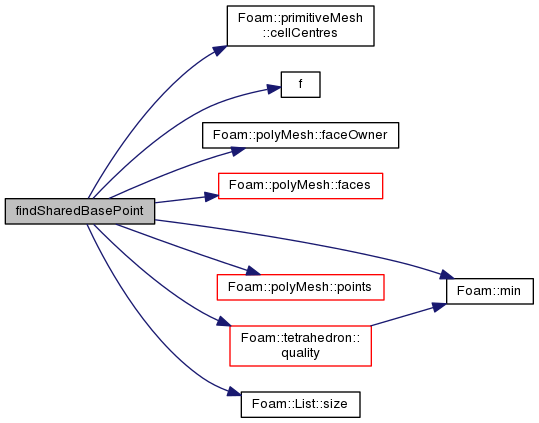 Foam::primitiveMesh
::cellCentres
f
Foam::polyMesh::faceOwner
Foam::polyMesh::faces
findSharedBasePoint
Foam::polyMesh::points
Foam::min
Foam::tetrahedron::
quality
Foam::List::size